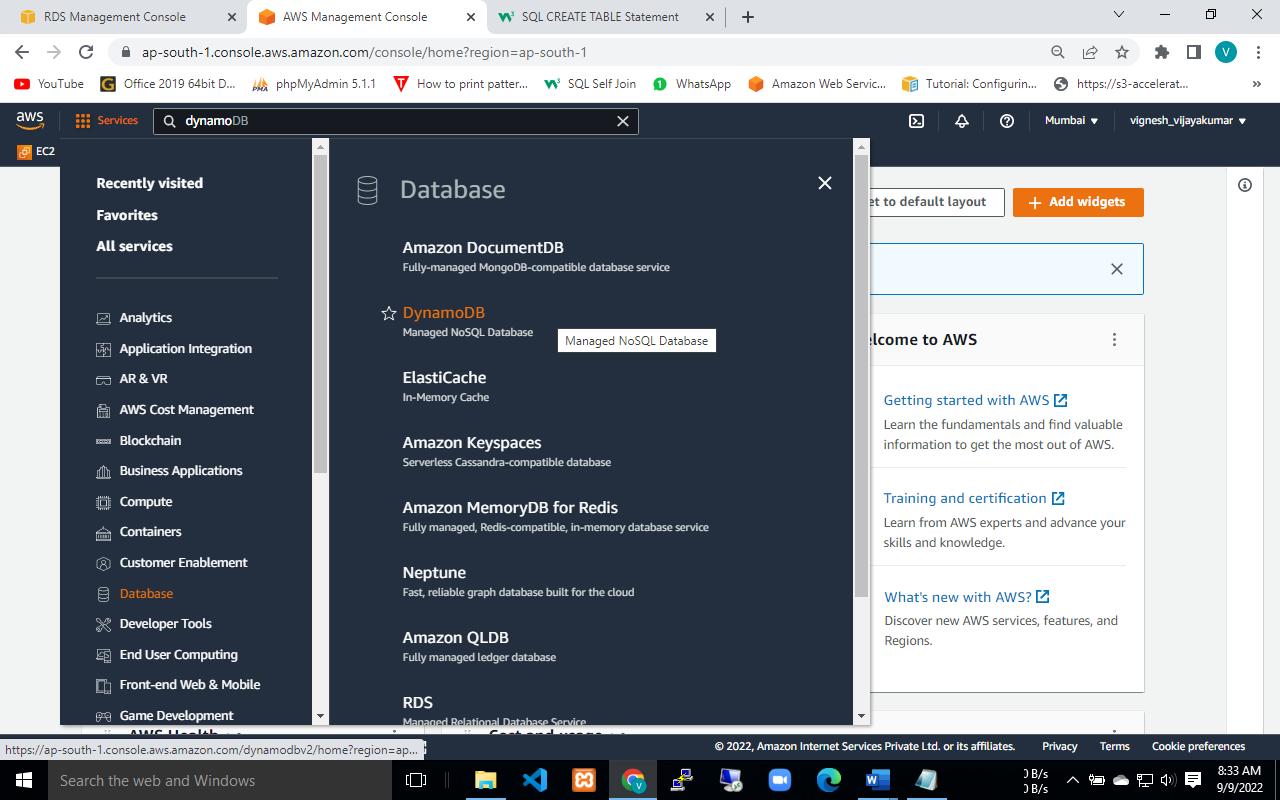 RDS Management Console
AWS Management Console
SQL CREATE TABLE Statement
ap-south-1.console.aws.amazon.com/console/home?region=ap-south-1
V
YouTube
Office 2019 64bit D...
phpMyAdmin 5.1.1
How to print patter...
SQL Self Join
WhatsApp
Amazon Web Servic...
Tutorial: Configurin...
https://s3-accelerat...
»
aws
Services
dynamoDB
Mumbai
vignesh_vijayakumar
EC2
Recently visited
Favorites
All services
Analytics
Application Integration
AR & VR
AWS Cost Management
Blockchain
Business Applications
Compute
Containers
Customer Enablement
Database
Developer Tools
End User Computing
Front-end Web & Mobile
Game Development
Database
Amazon DocumentDB
Fully-managed MongoDB-compatible database service
DynamoDB
Managed NoSQL Database
Managed NoSQL Database
ElastiCache
In-Memory Cache
Amazon Keyspaces
Serverless Cassandra-compatible database
Amazon MemoryDB for Redis
Fully managed, Redis-compatible, in-memory database service
Neptune
Fast, reliable graph database built for the cloud
Amazon QLDB
Fully managed ledger database
RDS
Managed Relational Database Service
et to default layout
+ Add widgets
elcome to AWS
Getting started with AWS
Learn the fundamentals and find valuable
information to get the most out of AWS.
Training and certification
Learn from AWS experts and advance your
skills and knowledge.
What's new with AWS?
Discover new AWS services, features, and
Regions.
AWS Health
Cost and usage
https://ap-south-1.console.aws.amazon.com/dynamodbv2/home?region=ap...
© 2022, Amazon Internet Services Private Ltd. or its affiliates.
Privacy
Terms
Cookie preferences
Search the web and Windows
0 B/s
0 B/s
8:33 AM
9/9/2022